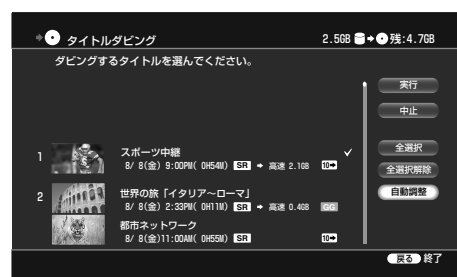 タイトルダビング 2.5GB 残:4.7GB
ダビングするタイトルを選んでください。
実行
中止
全選択
全選択解除
自動調整
1 スポーツ中継
8/ 8(金) 9:00PM( 0H54M) SR 高速 2.1GB 10
2 世界の旅「イタリア～ローマ」
8/ 8(金) 2:33PM( 0H11M) SR 高速 0.4GB GG
都市ネットワーク
8/ 8(金)11:00AM( 0H55M) SR 10
戻る 終了